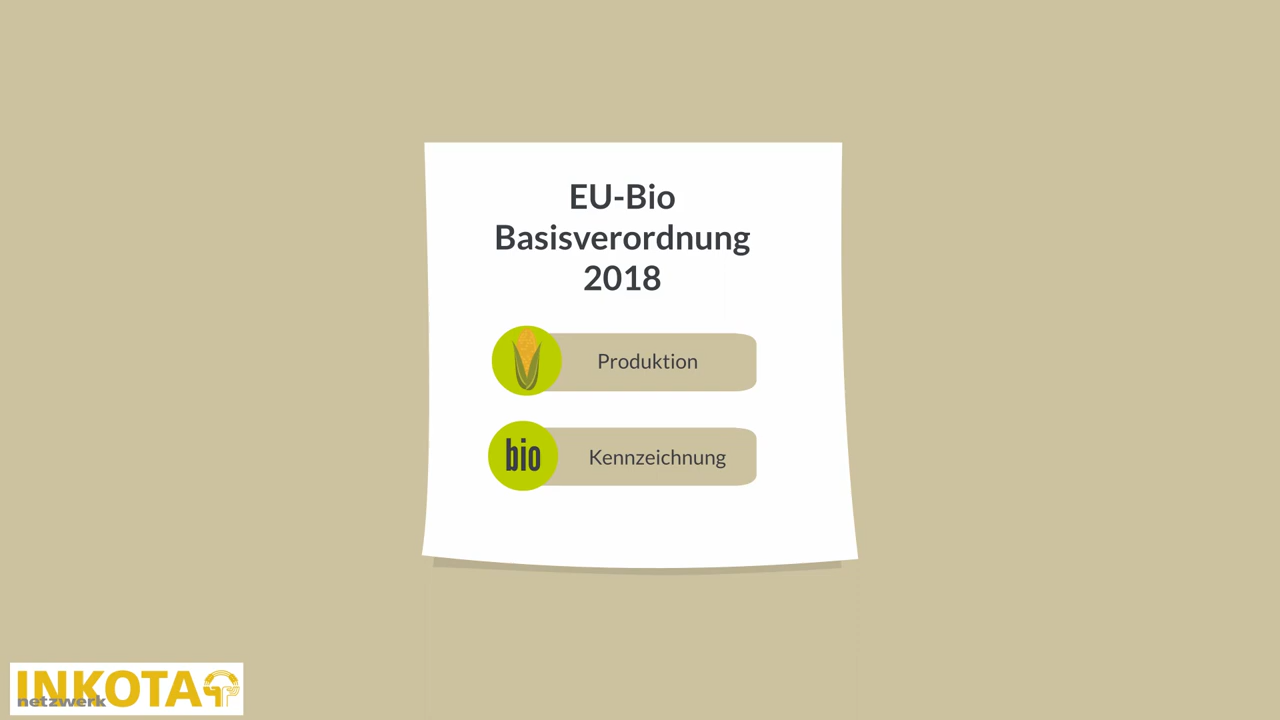 EU-Bio
Basisverordnung
2018
Produktion
bio
Kennzeichnung
INKOTA
netzwerk